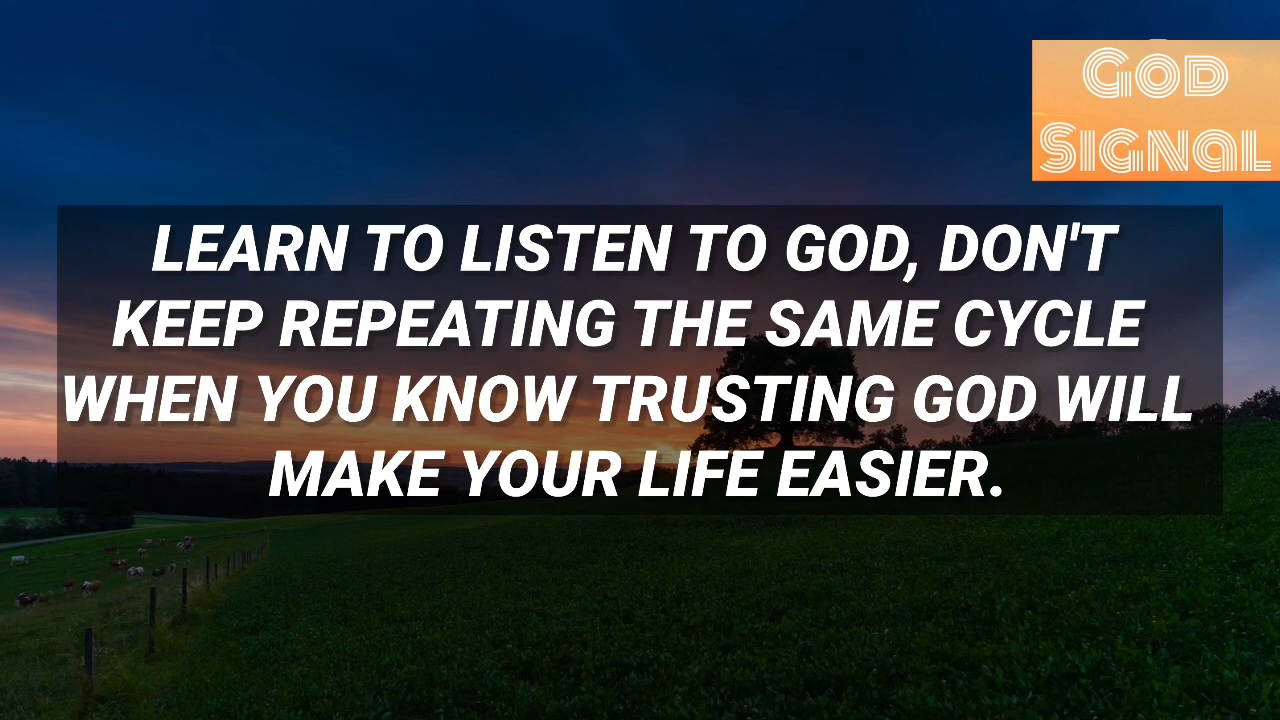 God
Signal
LEARN TO LISTEN TO GOD, DON'T
KEEP REPEATING THE SAME CYCLE
WHEN YOU KNOW TRUSTING GOD WILL
MAKE YOUR LIFE EASIER.